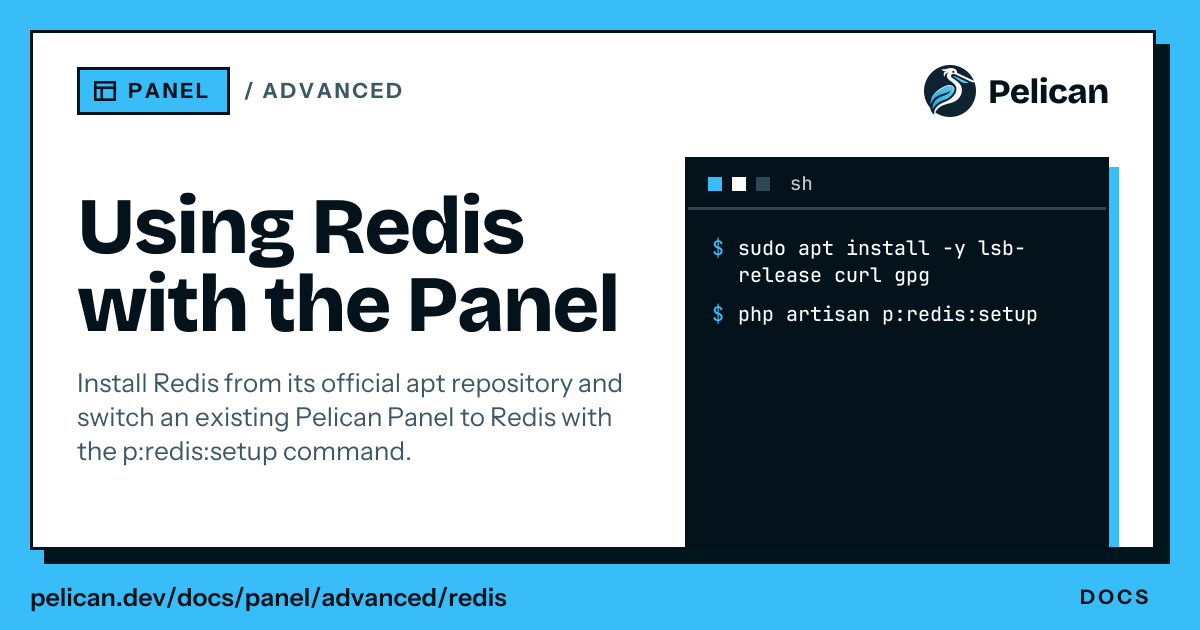 PANEL / ADVANCED
Pelican
Using Redis
with the Panel
Install Redis from its official apt repository and
switch an existing Pelican Panel to Redis with
the p:redis:setup command.
sh
$ sudo apt install -y lsb-
release curl gpg
$ php artisan p:redis:setup
pelican.dev/docs/panel/advanced/redis
DOCS